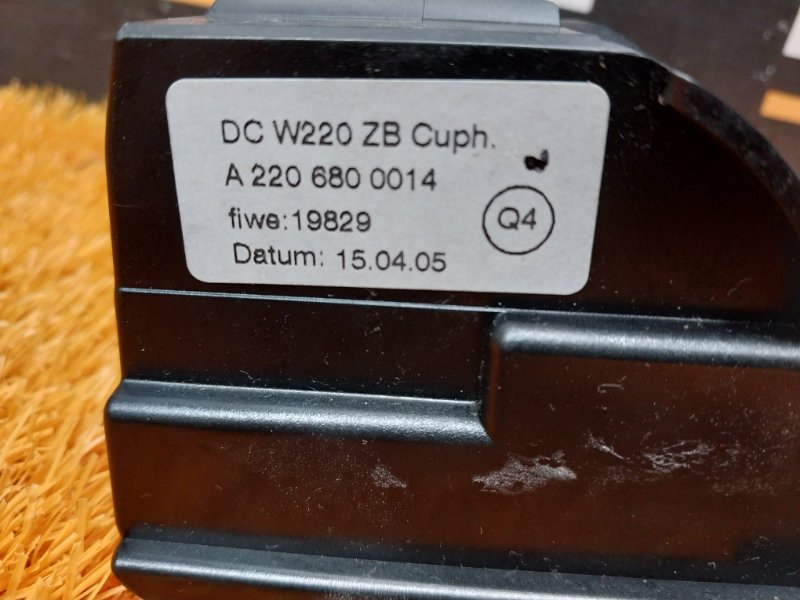 DC W220 ZB Cuph.
A 220 680 0014
fiwe:19829
Q4
Datum: 15.04.05